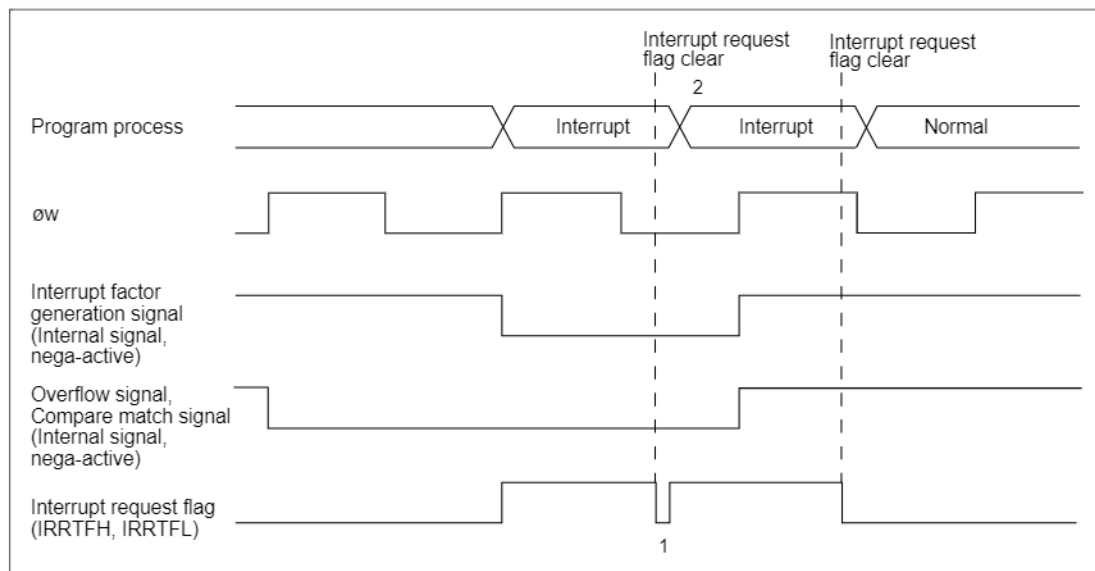 Interrupt request
flag clear
Interrupt request
flag clear
2
Program process
Interrupt
Interrupt
Normal
øw
Interrupt factor
generation signal
(Internal signal,
nega-active)
Overflow signal,
Compare match signal
(Internal signal,
nega-active)
Interrupt request flag
(IRRTFH, IRRTFL)
1